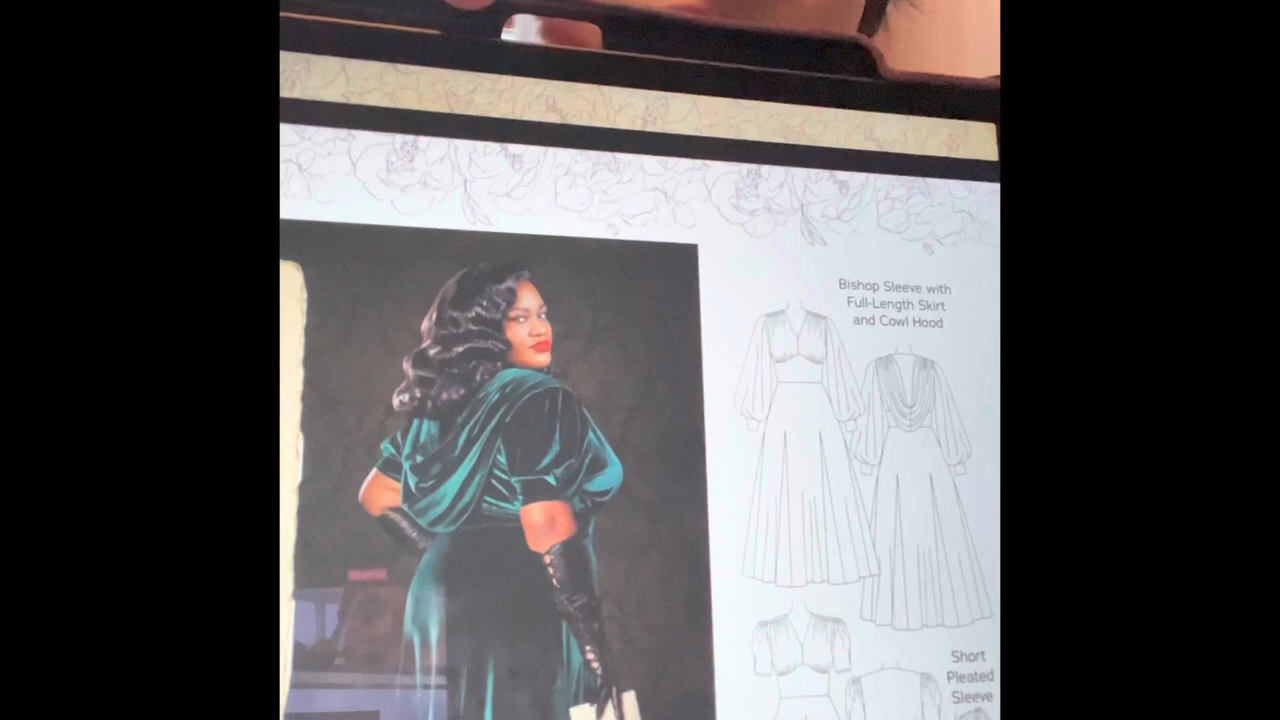 Bishop Sleeve with
Full-Length Skirt
and Cowl Hood
Short
Pleated
Sleeve